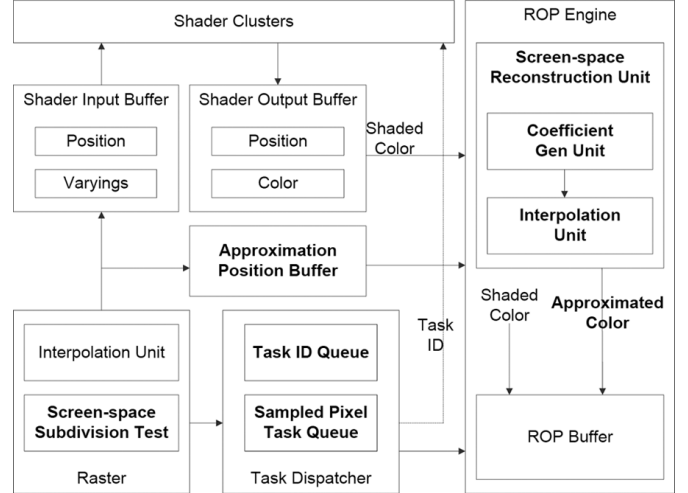 Shader Clusters
ROP Engine
Shader Input Buffer
Position
Varyings
Shader Output Buffer
Position
Color
Shaded
Color
Screen-space
Reconstruction Unit
Coefficient
Gen Unit
Interpolation
Unit
Approximation
Position Buffer
Shaded
Color
Approximated
Color
Task
ID
Interpolation Unit
Screen-space
Subdivision Test
Raster
Task ID Queue
Sampled Pixel
Task Queue
Task Dispatcher
ROP Buffer